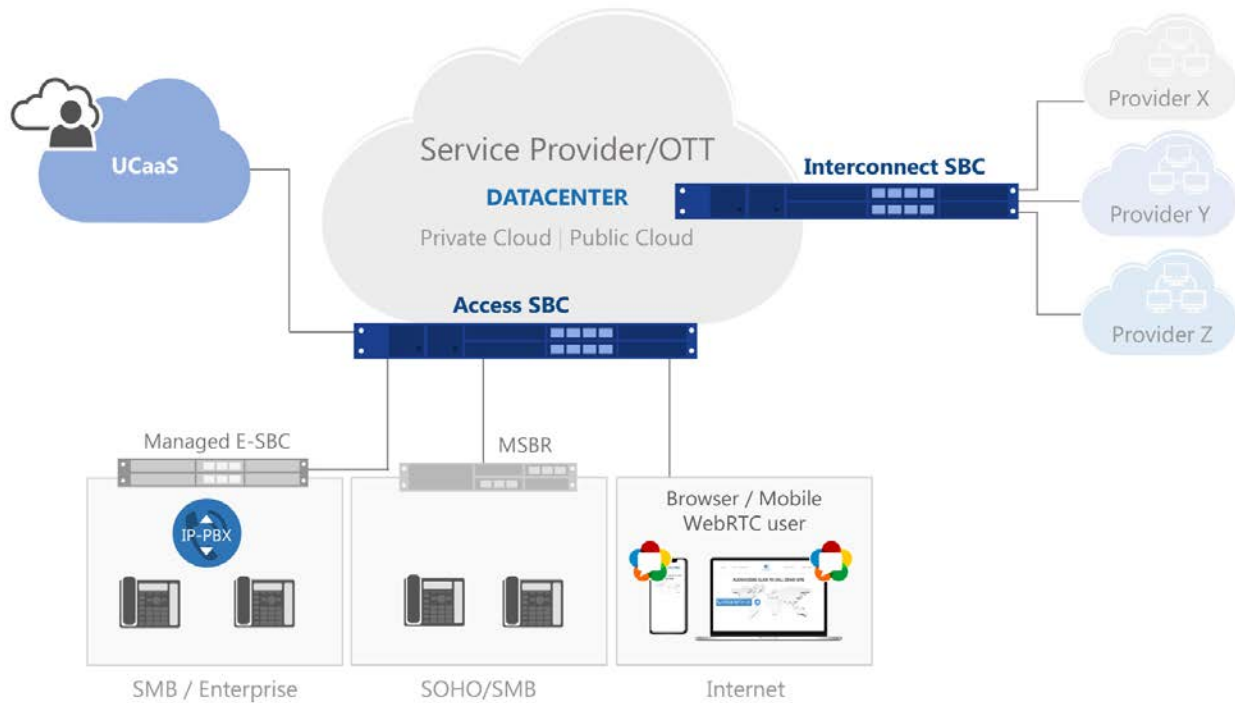 UCaaS
Service Provider/OTT
DATACENTER
Private Cloud | Public Cloud
Interconnect SBC
Provider X
Provider Y
Provider Z
Access SBC
Managed E-SBC
MSBR
IP-PBX
Browser / Mobile
WebRTC user
SMB / Enterprise
SOHO/SMB
Internet